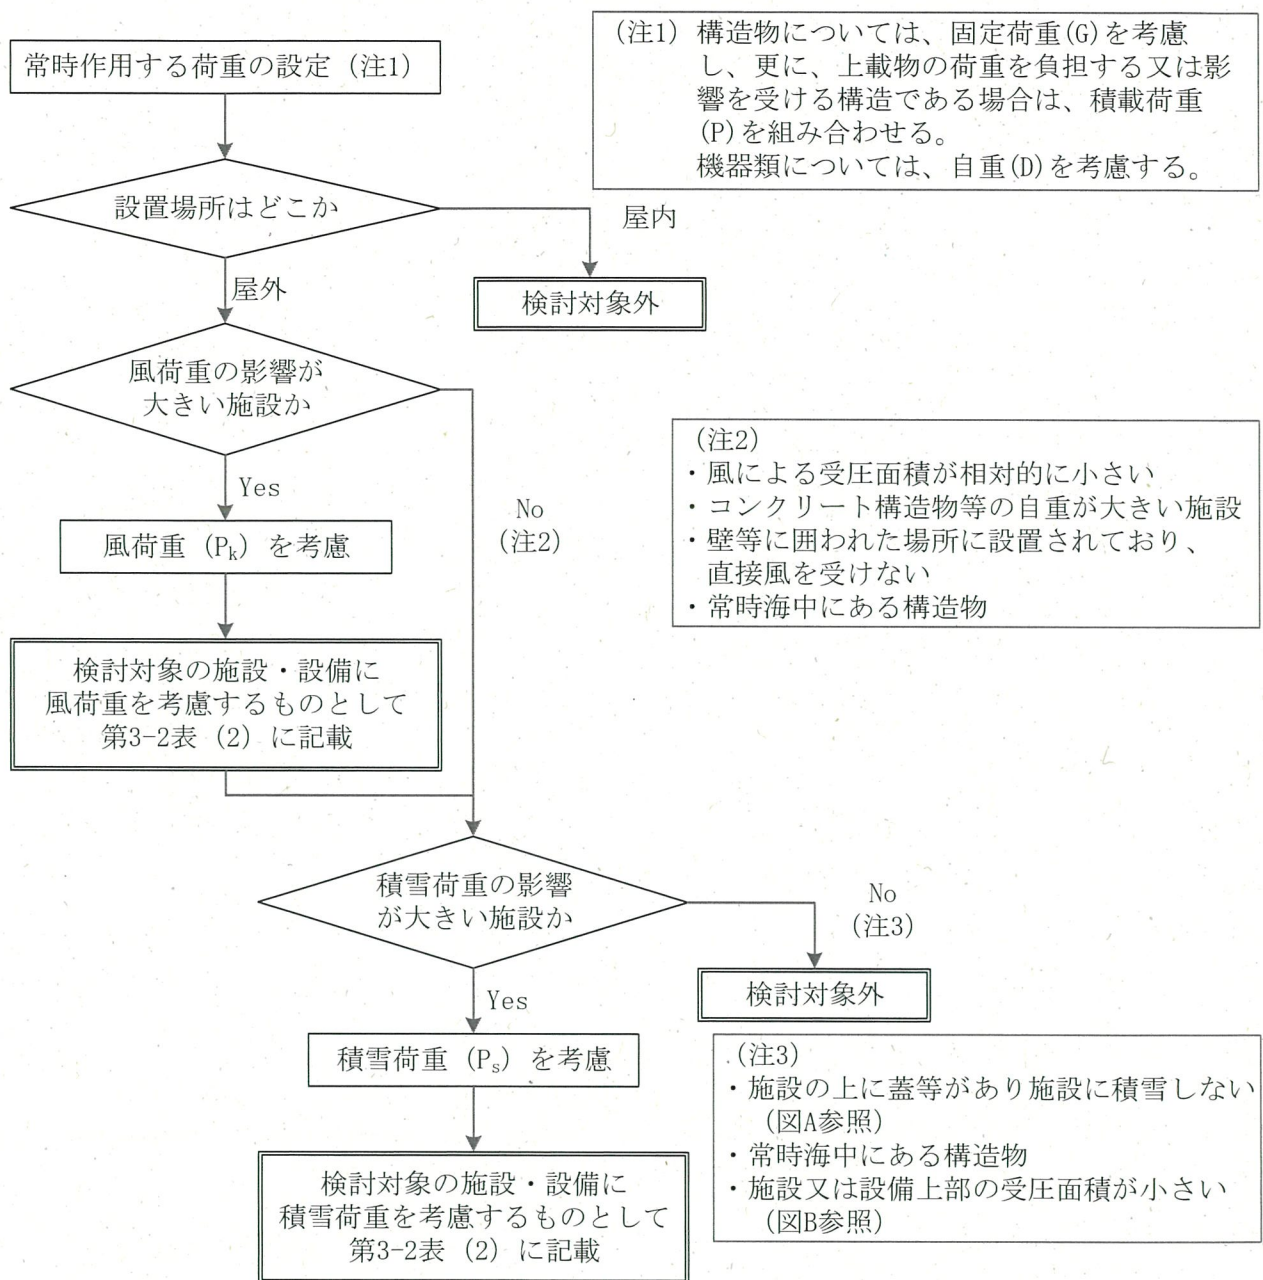 常時作用する荷重の設定（注1）
（注1）構造物については、固定荷重(G)を考慮
し、更に、上載物の荷重を負担する又は影
響を受ける構造である場合は、積載荷重
(P)を組み合わせる。
機器類については、自重(D)を考慮する。
設置場所はどこか
屋内
検討対象外
屋外
風荷重の影響が
大きい施設か
Yes
No
（注2）
（注2）
・風による受圧面積が相対的に小さい
・コンクリート構造物等の自重が大きい施設
・壁等に囲われた場所に設置されており、
直接風を受けない
・常時海中にある構造物
風荷重（Pk）を考慮
検討対象の施設・設備に
風荷重を考慮するものとして
第3-2表（2）に記載
積雪荷重の影響
が大きい施設か
No
（注3）
検討対象外
Yes
積雪荷重（Ps）を考慮
（注3）
・施設の上に蓋等があり施設に積雪しない
（図A参照）
・常時海中にある構造物
・施設又は設備上部の受圧面積が小さい
（図B参照）
検討対象の施設・設備に
積雪荷重を考慮するものとして
第3-2表（2）に記載